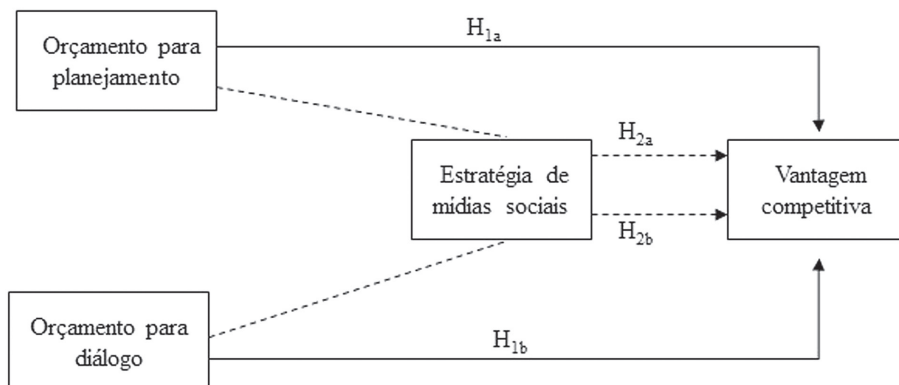 Orçamento para
planejamento
H1a
Estratégia de
mídias sociais
H2a
H2b
Vantagem
competitiva
Orçamento para
diálogo
H1b